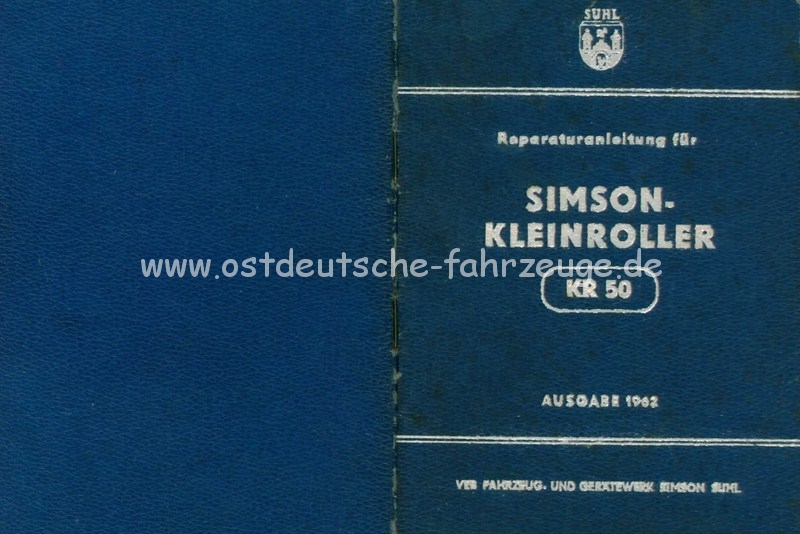 SUHL
Reparaturanleitung für
SIMSON-
KLEINROLLER
www.ostdeutsche-fahrzeuge.de
KR 50
AUSGABE 1962
VEB FAHRZEUG- UND GERÄTEWERK SIMSON SUHL